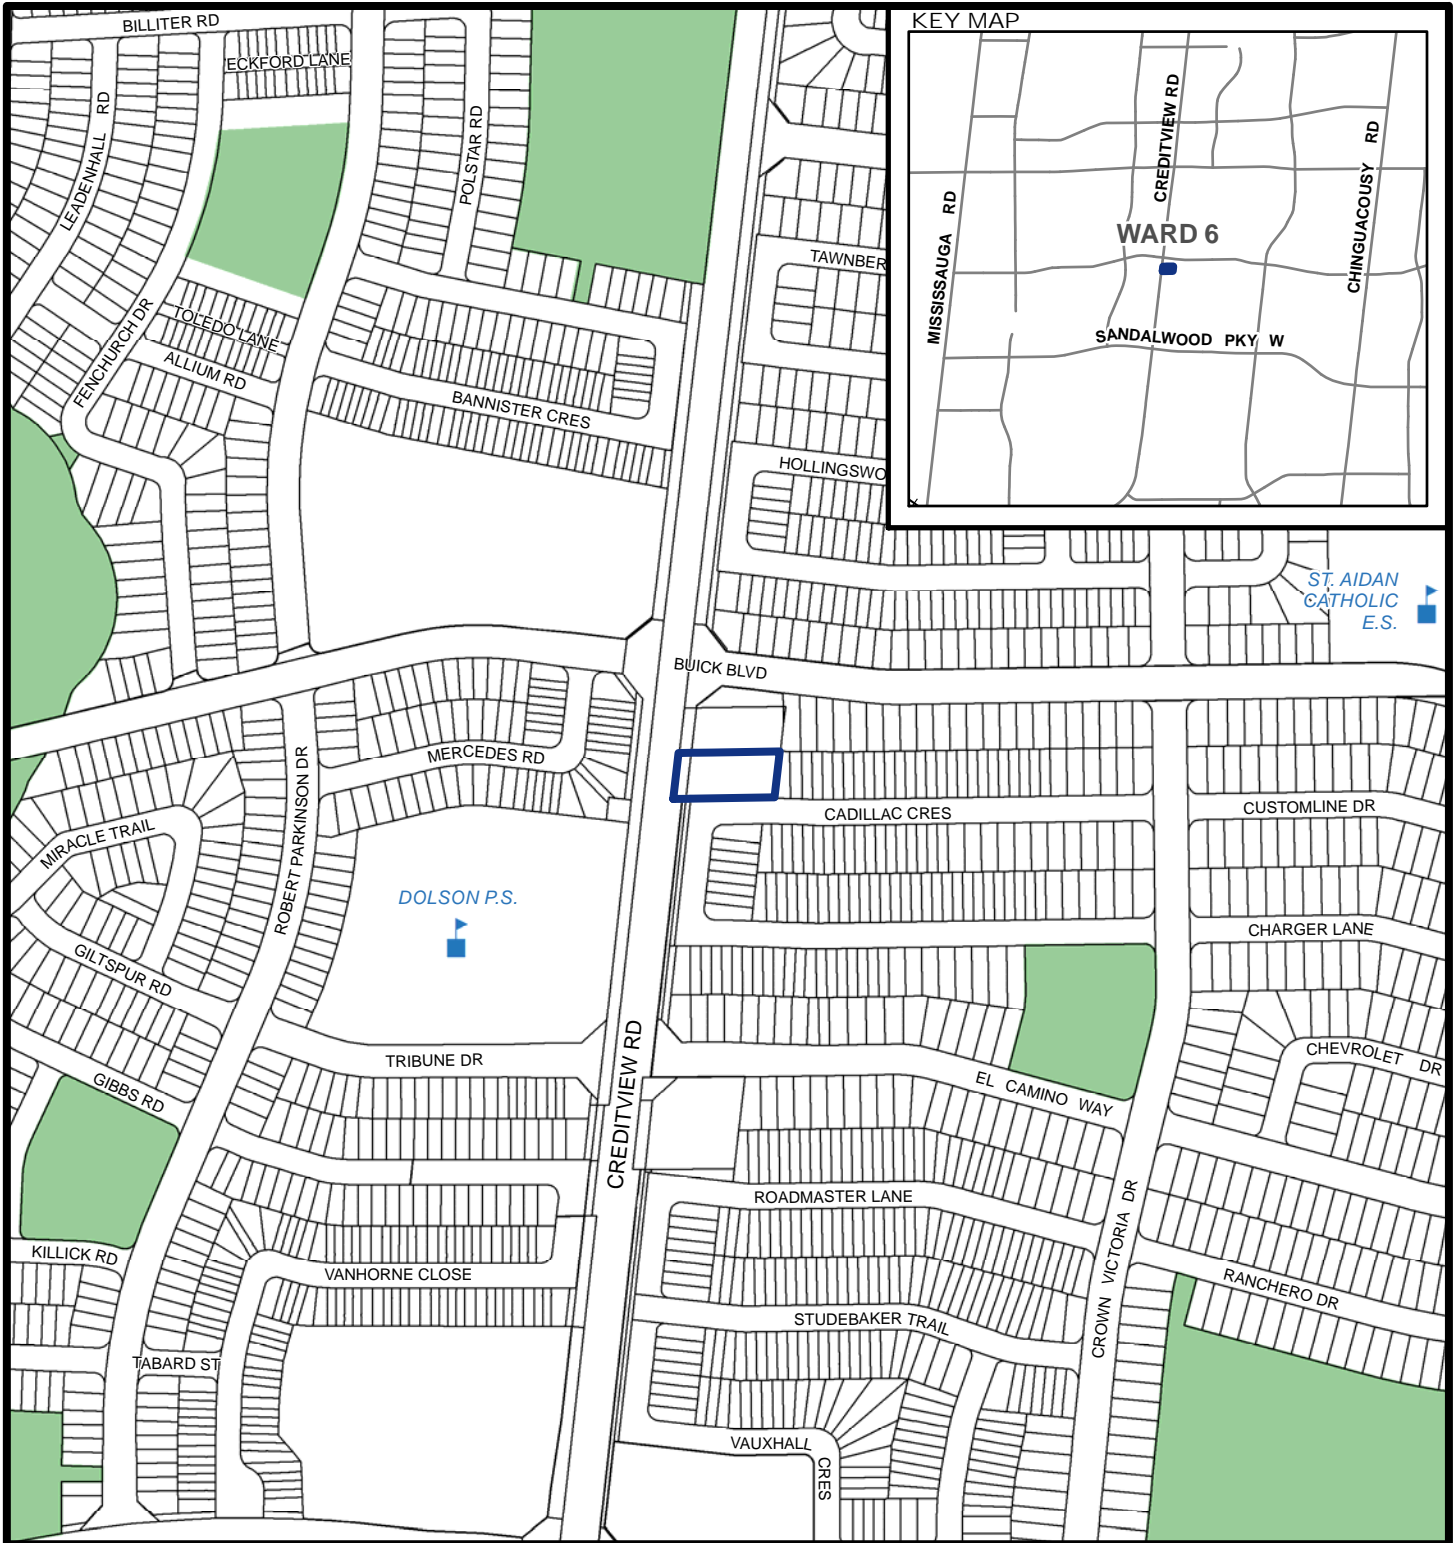 KEY MAP
CREDITVIEW RD
CHINGUACOUSY RD
MISSISSAUGA RD
WARD 6
SANDALWOOD PKY W
BILLITER RD
ECKFORD LANE
LEADENHALL RD
POLSTAR RD
TAWNBER
FENCHURCH DR
TOLEDO LANE
ALLIUM RD
BANNISTER CRES
HOLLINGSWO
ST. AIDAN
CATHOLIC
E.S.
BUICK BLVD
MERCEDES RD
ROBERT PARKINSON DR
CADILLAC CRES
CUSTOMLINE DR
MIRACLE TRAIL
DOLSON P.S.
CHARGER LANE
GILTSPUR RD
TRIBUNE DR
CREDITVIEW RD
CHEVROLET DR
GIBBS RD
EL CAMINO WAY
ROADMASTER LANE
CROWN VICTORIA DR
KILLICK RD
VANHORNE CLOSE
RANCHERO DR
STUDEBAKER TRAIL
TABARD ST
VAUXHALL
CRES